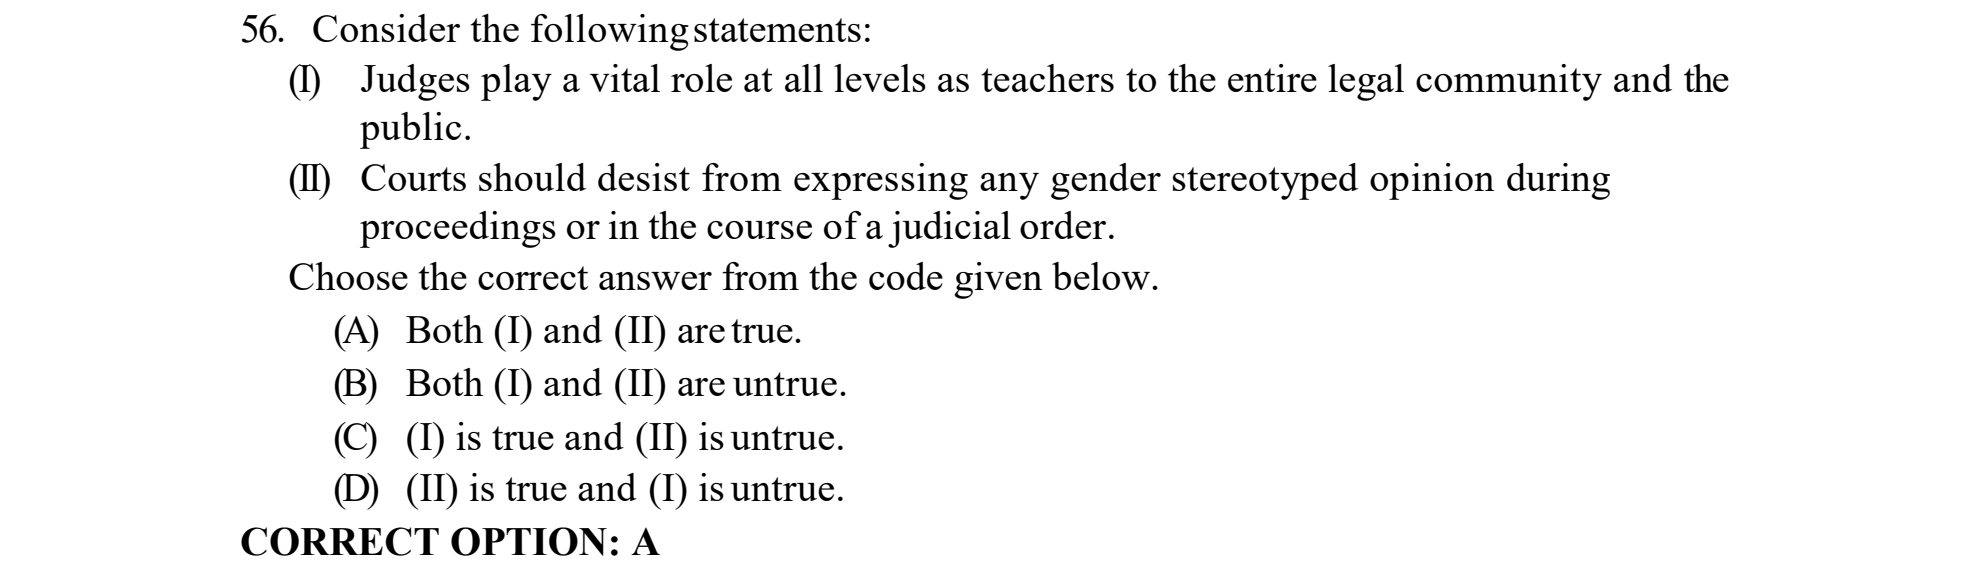 56. Consider the following statements:
(I) Judges play a vital role at all levels as teachers to the entire legal community and the
public.
(II) Courts should desist from expressing any gender stereotyped opinion during
proceedings or in the course of a judicial order.
Choose the correct answer from the code given below.
(A) Both (I) and (II) are true.
(B) Both (I) and (II) are untrue.
(C) (I) is true and (II) is untrue.
(D) (II) is true and (I) is untrue.
CORRECT OPTION: A